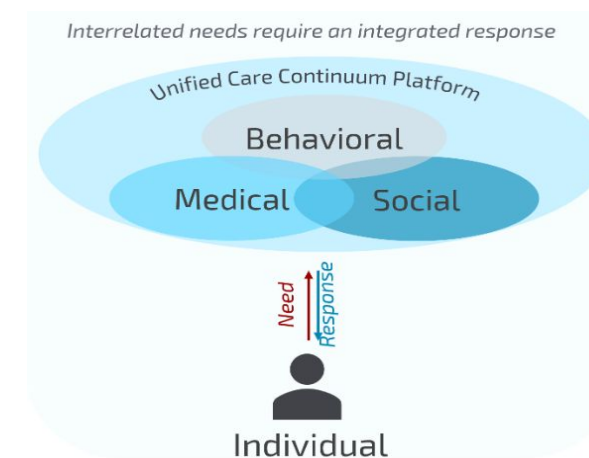 Interrelated needs require an integrated response
Unified Care Continuum Platform
Behavioral
Medical
Social
Need
Response
Individual